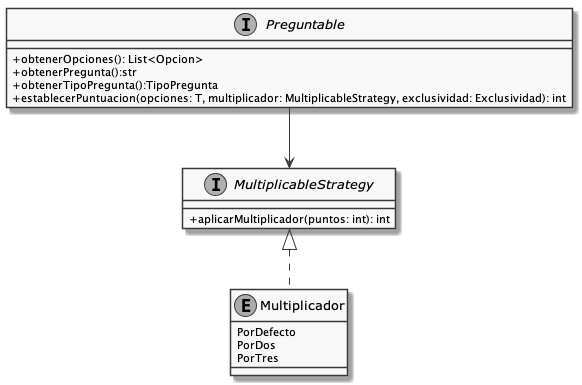 I Preguntable
+obtenerOpciones(): List<Opcion>
+obtenerPregunta():str
+obtenerTipoPregunta():TipoPregunta
+establecerPuntuacion(opciones: T, multiplicador: MultiplicableStrategy, exclusividad: Exclusividad): int
I MultiplicableStrategy
+aplicarMultiplicador(puntos: int): int
E Multiplicador
PorDefecto
PorDos
PorTres